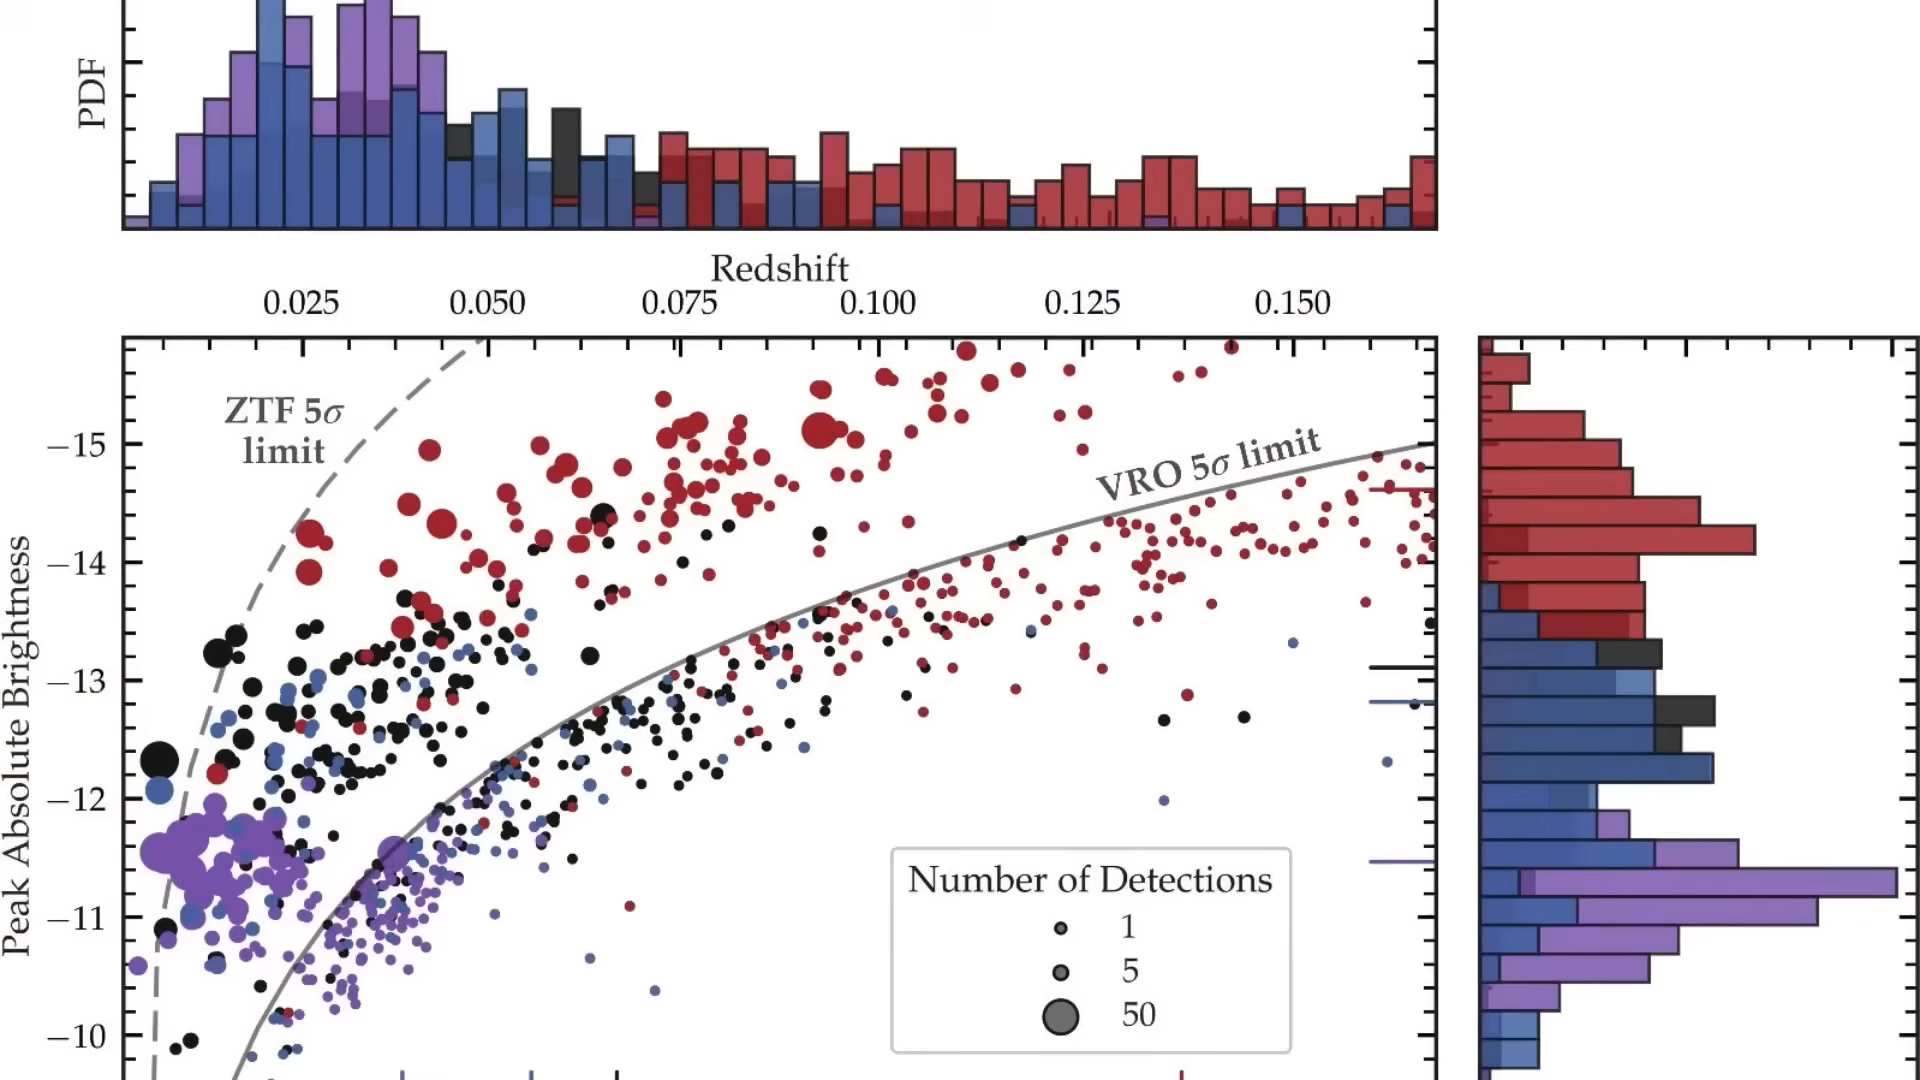 PDF
Redshift
0.025 0.050 0.075 0.100 0.125 0.150
ZTF 5σ
limit
VRO 5σ limit
Peak Absolute Brightness
−15
−14
−13
−12
−11
−10
Number of Detections
1
5
50